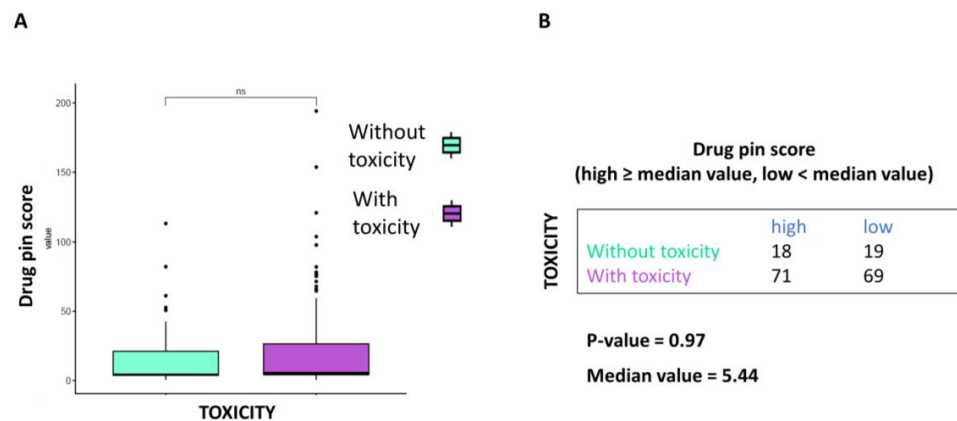 A
B
ns
200
150
100
50
0
Drug pin score
value
TOXICITY
Without
toxicity
With
toxicity
Drug pin score
(high ≥ median value, low < median value)
TOXICITY
high low
Without toxicity 18 19
With toxicity 71 69
P-value = 0.97
Median value = 5.44